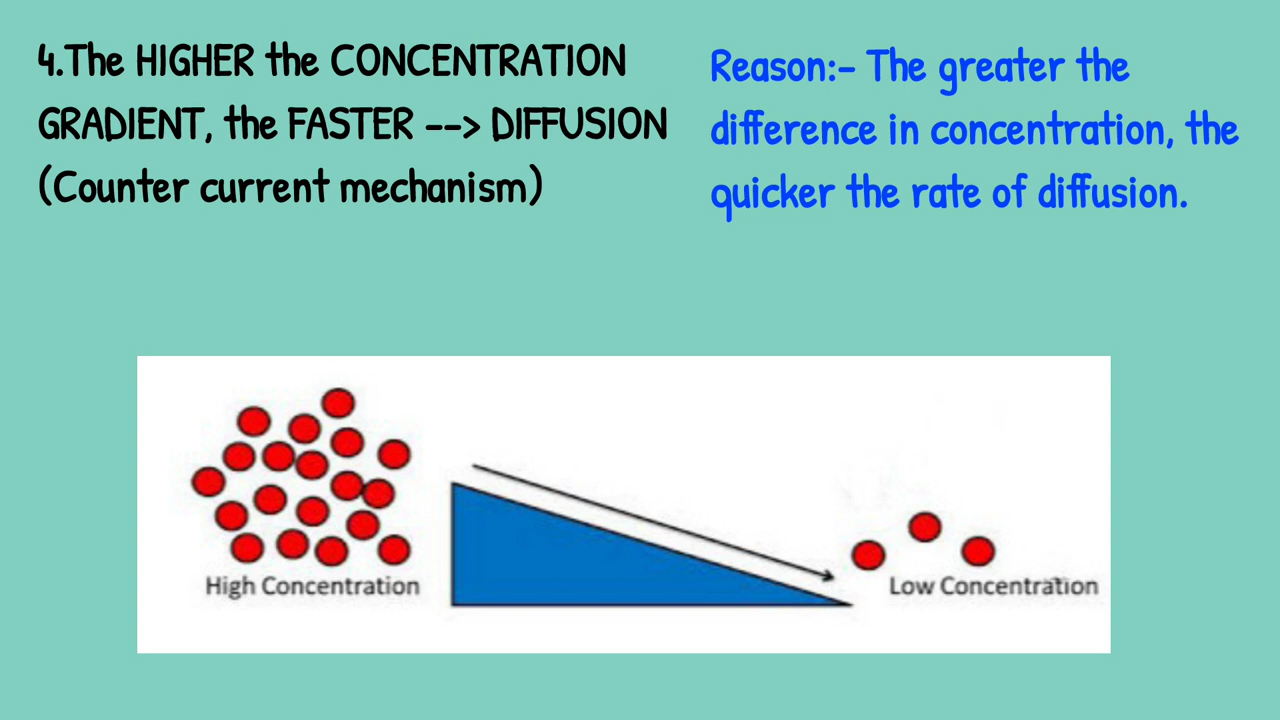 4.The HIGHER the CONCENTRATION
GRADIENT, the FASTER --> DIFFUSION
(Counter current mechanism)
Reason:- The greater the
difference in concentration, the
quicker the rate of diffusion.
High Concentration
Low Concentration